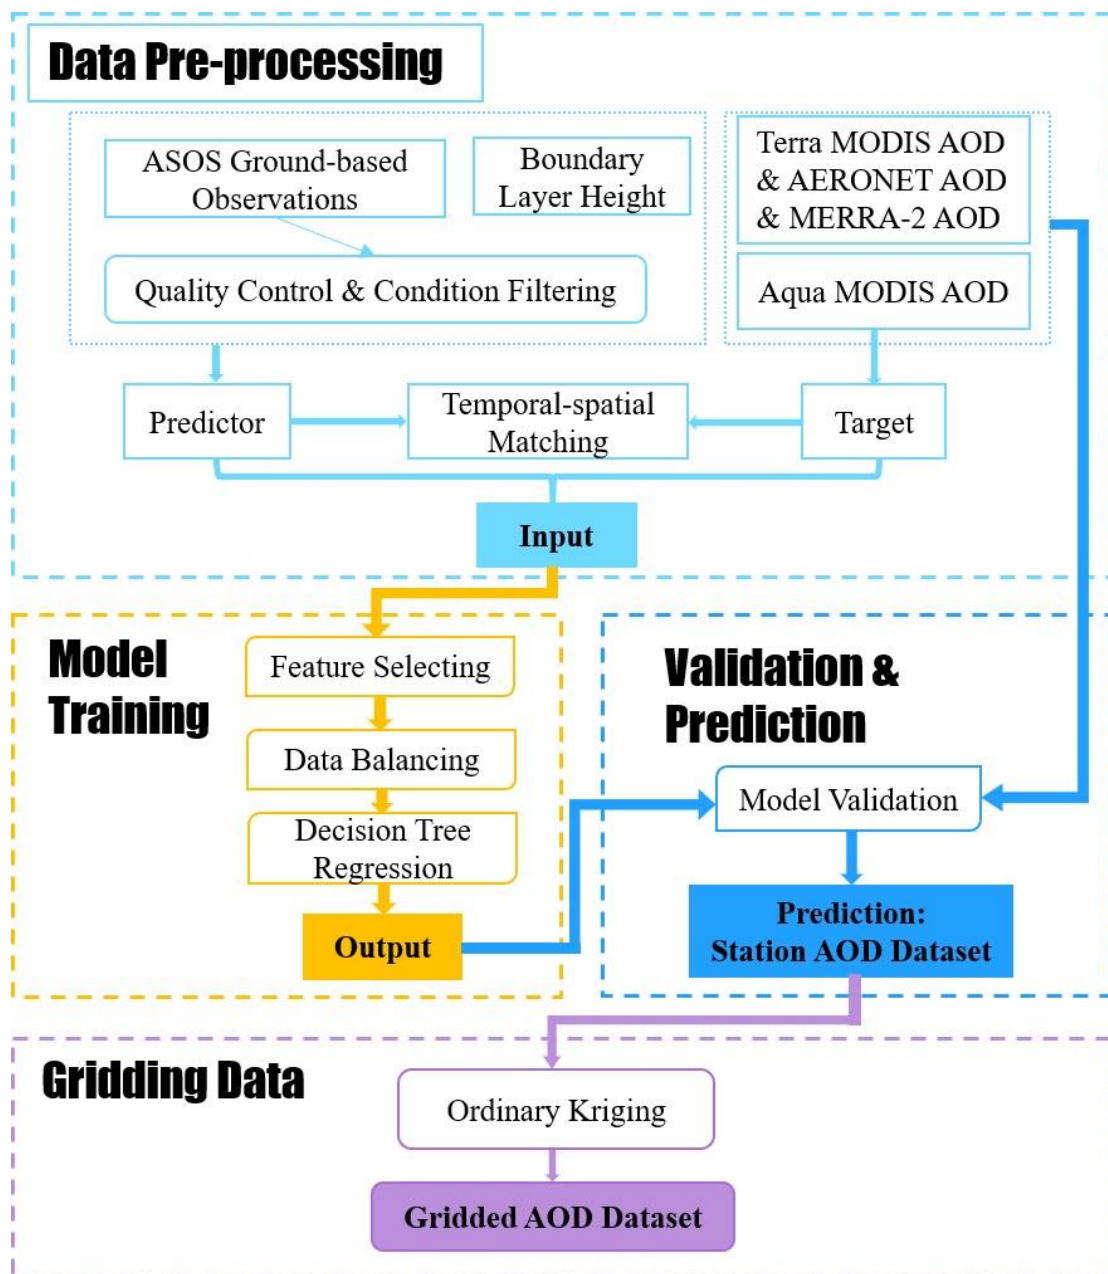 Data Pre-processing
ASOS Ground-based
Observations
Boundary
Layer Height
Quality Control & Condition Filtering
Terra MODIS AOD
& AERONET AOD
& MERRA-2 AOD
Aqua MODIS AOD
Predictor
Temporal-spatial
Matching
Target
Input
Model
Training
Feature Selecting
Data Balancing
Decision Tree
Regression
Output
Validation &
Prediction
Model Validation
Prediction:
Station AOD Dataset
Gridding Data
Ordinary Kriging
Gridded AOD Dataset